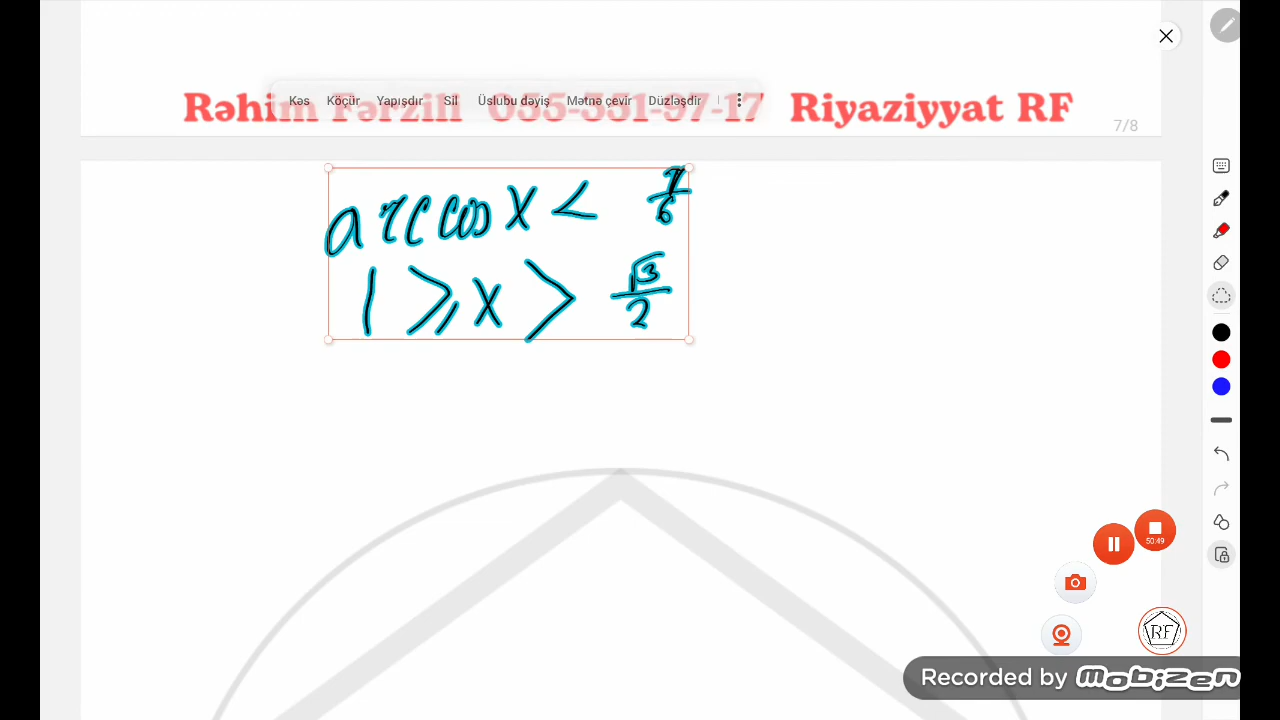 Rəhim Fərzili 055-551-97-17 Riyaziyyat RF
Kəs Köçür Yapışdır Sil Üslubu dəyiş Mətnə çevir Düzləşdir
7/8
arccos x < π/6
1 ⩾ x > √3/2
50:49
RF
Recorded by mobizen